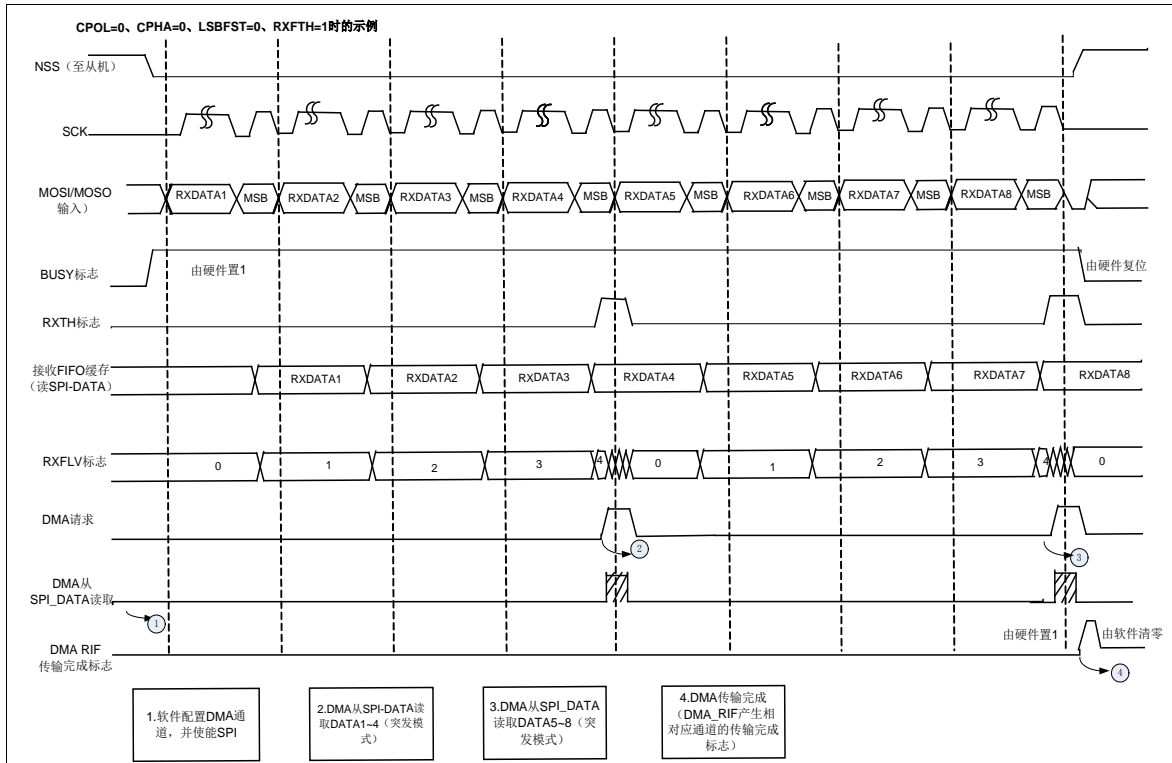 CPOL=0、CPHA=0、LSBFST=0、RXFTH=1时的示例
NSS（至从机）
SCK
MOSI/MOSO
输入）
RXDATA1 MSB RXDATA2 MSB RXDATA3 MSB RXDATA4 MSB RXDATA5 MSB RXDATA6 MSB RXDATA7 MSB RXDATA8 MSB
BUSY标志
由硬件置1
由硬件复位
RXTH标志
接收FIFO缓存
（读SPI-DATA）
RXDATA1 RXDATA2 RXDATA3 RXDATA4 RXDATA5 RXDATA6 RXDATA7 RXDATA8
RXFLV标志
0 1 2 3 4 0 1 2 3 4 0
DMA请求
2
3
DMA从
SPI_DATA读取
1
由硬件置1
由软件清零
DMA RIF
传输完成标志
4
1.软件配置DMA通
道，并使能SPI
2.DMA从SPI-DATA读
取DATA1~4（突发模
式）
3.DMA从SPI_DATA
读取DATA5~8（突
发模式）
4.DMA传输完成
（DMA_RIF产生相
对应通道的传输完成
标志）